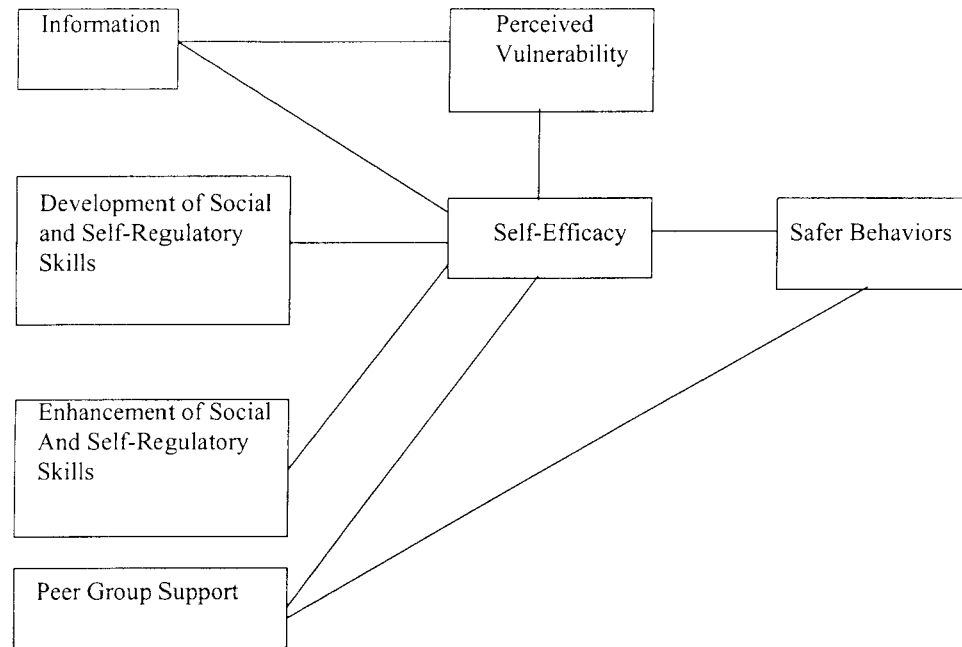 Information
Perceived
Vulnerability
Development of Social
and Self-Regulatory
Skills
Self-Efficacy
Safer Behaviors
Enhancement of Social
And Self-Regulatory
Skills
Peer Group Support